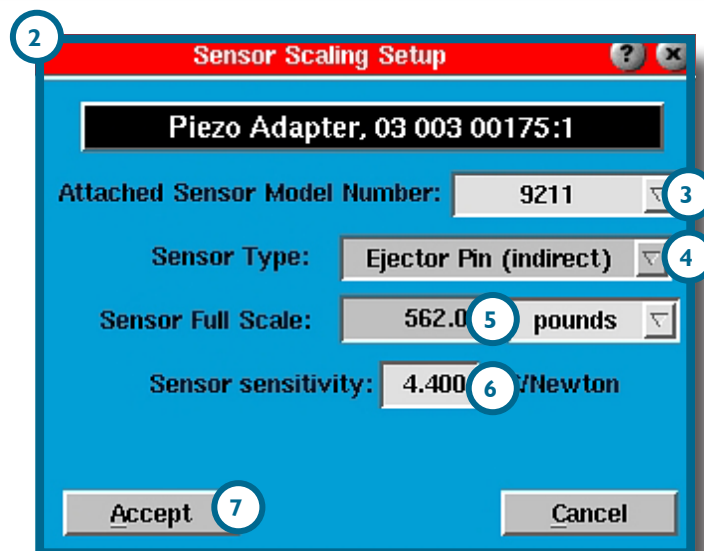 2
Sensor Scaling Setup ? x
Piezo Adapter, 03 003 00175:1
Attached Sensor Model Number: 9211 3
Sensor Type: Ejector Pin (indirect) 4
Sensor Full Scale: 562.0 5 pounds
Sensor sensitivity: 4.400 6 /Newton
Accept 7 Cancel